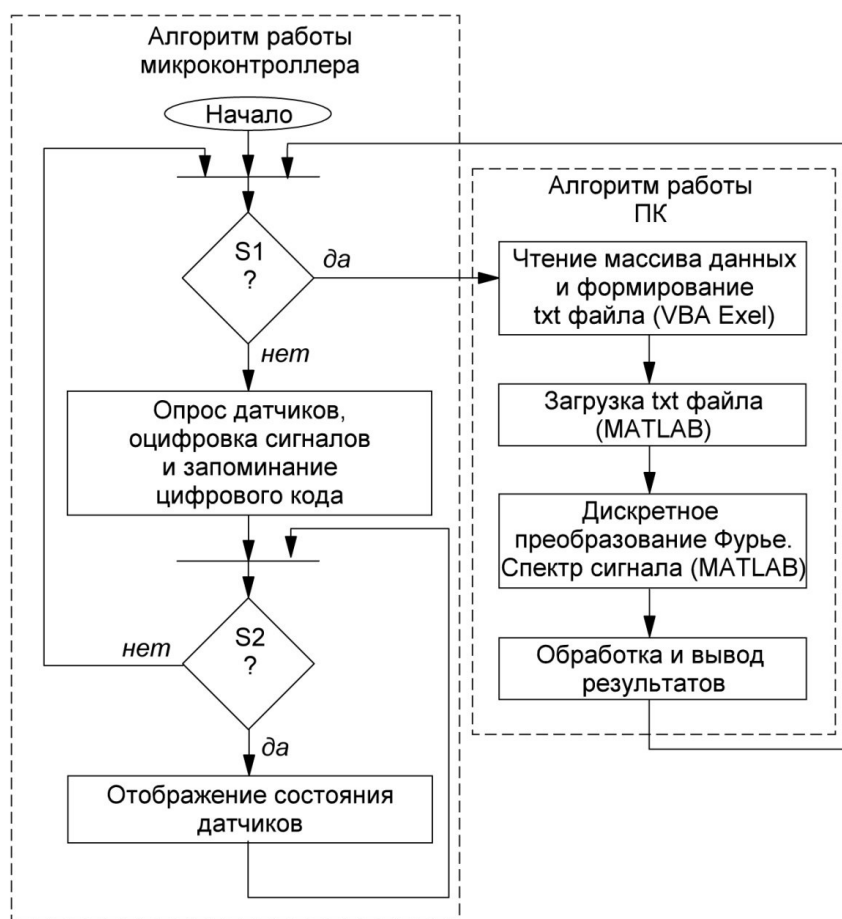 Алгоритм работы
микроконтроллера
Начало
S1
?
да
нет
Опрос датчиков,
оцифровка сигналов
и запоминание
цифрового кода
S2
?
нет
да
Отображение состояния
датчиков
Алгоритм работы
ПК
Чтение массива данных
и формирование
txt файла (VBA Exel)
Загрузка txt файла
(MATLAB)
Дискретное
преобразование Фурье.
Спектр сигнала (MATLAB)
Обработка и вывод
результатов